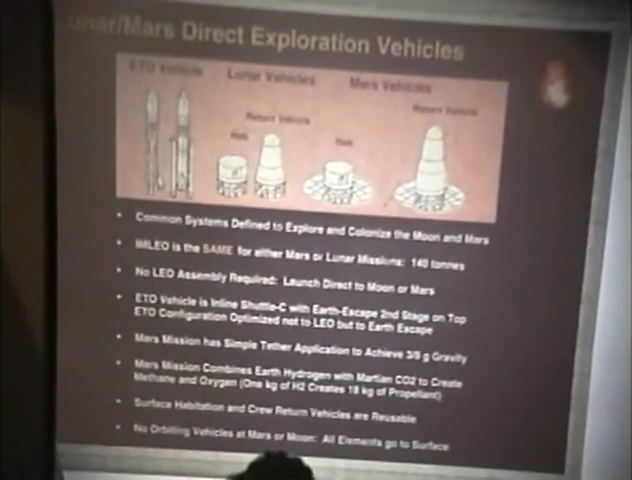 unar/Mars Direct Exploration Vehicles
ETO Vehicle Lunar Vehicles Mars Vehicles
Return Vehicle Return Vehicle
Hab Hab
• Common Systems Defined to Explore and Colonize the Moon and Mars
• IMLEO is the SAME for either Mars or Lunar Missions: 140 tonnes
• No LEO Assembly Required: Launch Direct to Moon or Mars
• ETO Vehicle is Inline Shuttle-C with Earth-Escape 2nd Stage on Top
ETO Configuration Optimized not to LEO but to Earth Escape
• Mars Mission has Simple Tether Application to Achieve 3/8 g Gravity
• Mars Mission Combines Earth Hydrogen with Martian CO2 to Create
Methane and Oxygen (One kg of H2 Creates 18 kg of Propellant)
• Surface Habitation and Crew Return Vehicles are Reusable
• No Orbiting Vehicles at Mars or Moon: All Elements go to Surface